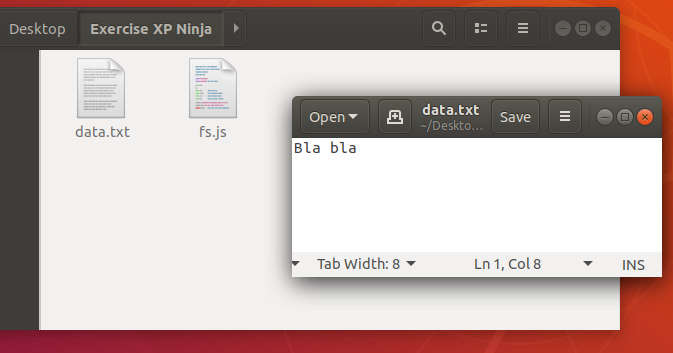 Desktop
Exercise XP Ninja
data.txt
fs.js
Open
data.txt
~/Deskto...
Save
Bla bla
Tab Width: 8
Ln 1, Col 8
INS